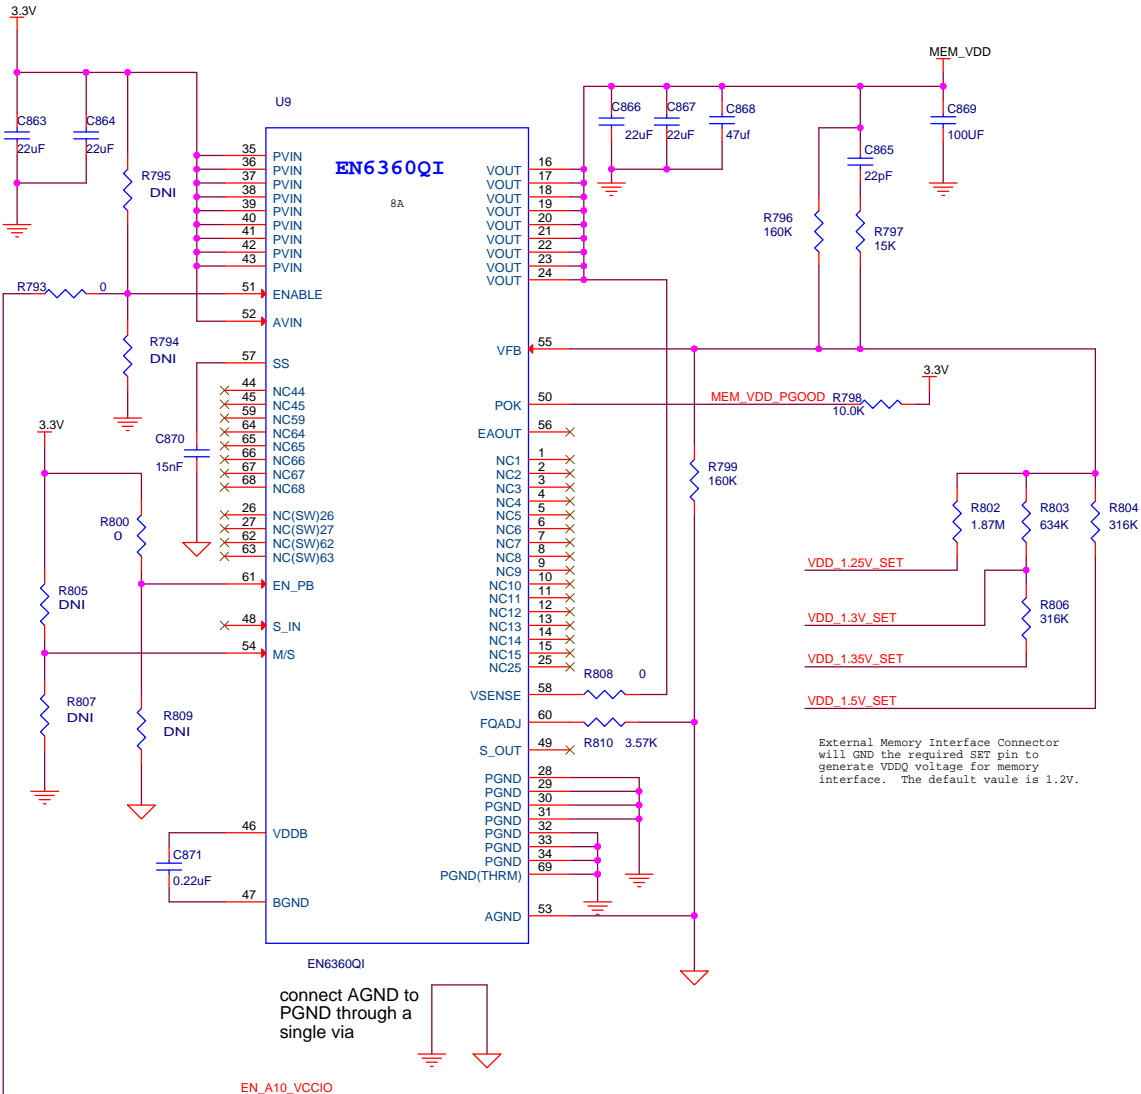 3.3V
MEM_VDD
U9
C863
22uF
C864
22uF
C866
22uF
C867
22uF
C868
47uf
C869
100UF
C865
22pF
R795
DNI
R796
160K
R797
15K
EN6360QI
8A
35 PVIN
36 PVIN
37 PVIN
38 PVIN
39 PVIN
40 PVIN
41 PVIN
42 PVIN
43 PVIN
R793 0
51 ENABLE
52 AVIN
R794
DNI
57 SS
44 NC44
45 NC45
59 NC59
64 NC64
65 NC65
66 NC66
67 NC67
68 NC68
26 NC(SW)26
27 NC(SW)27
62 NC(SW)62
63 NC(SW)63
61 EN_PB
48 S_IN
54 M/S
46 VDDB
47 BGND
3.3V
C870
15nF
R800
0
R805
DNI
R807
DNI
R809
DNI
C871
0.22uF
VOUT 16
VOUT 17
VOUT 18
VOUT 19
VOUT 20
VOUT 21
VOUT 22
VOUT 23
VOUT 24
VFB 55
POK 50
EAOUT 56
NC1 1
NC2 2
NC3 3
NC4 4
NC5 5
NC6 6
NC7 7
NC8 8
NC9 9
NC10 10
NC11 11
NC12 12
NC13 13
NC14 14
NC15 15
NC25 25
VSENSE 58
FQADJ 60
S_OUT 49
PGND 28
PGND 29
PGND 30
PGND 31
PGND 32
PGND 33
PGND 34
PGND(THRM) 69
AGND 53
3.3V
MEM_VDD_PGOOD
R798
10.0K
R799
160K
R802
1.87M
R803
634K
R804
316K
R806
316K
VDD_1.25V_SET
VDD_1.3V_SET
VDD_1.35V_SET
VDD_1.5V_SET
R808 0
R810 3.57K
External Memory Interface Connector
will GND the required SET pin to
generate VDDQ voltage for memory
interface. The default vaule is 1.2V.
EN6360QI
connect AGND to
PGND through a
single via
EN_A10_VCCIO